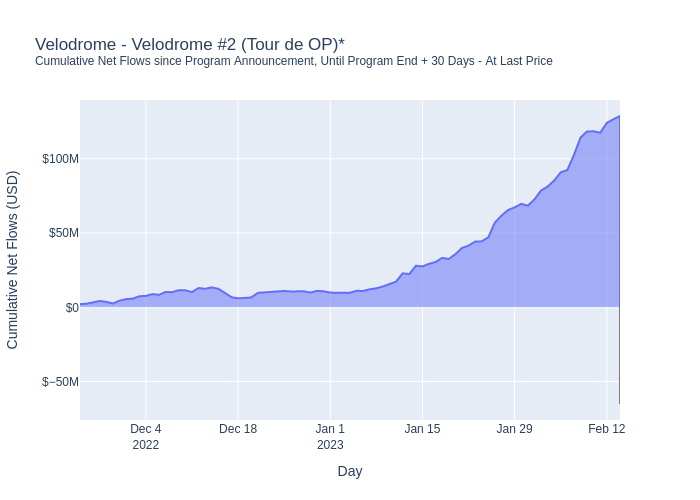 Velodrome - Velodrome #2 (Tour de OP)*
Cumulative Net Flows since Program Announcement, Until Program End + 30 Days - At Last Price
Cumulative Net Flows (USD)
$100M
$50M
$0
$−50M
Dec 4 Dec 18 Jan 1 Jan 15 Jan 29 Feb 12
2022 2023
Day